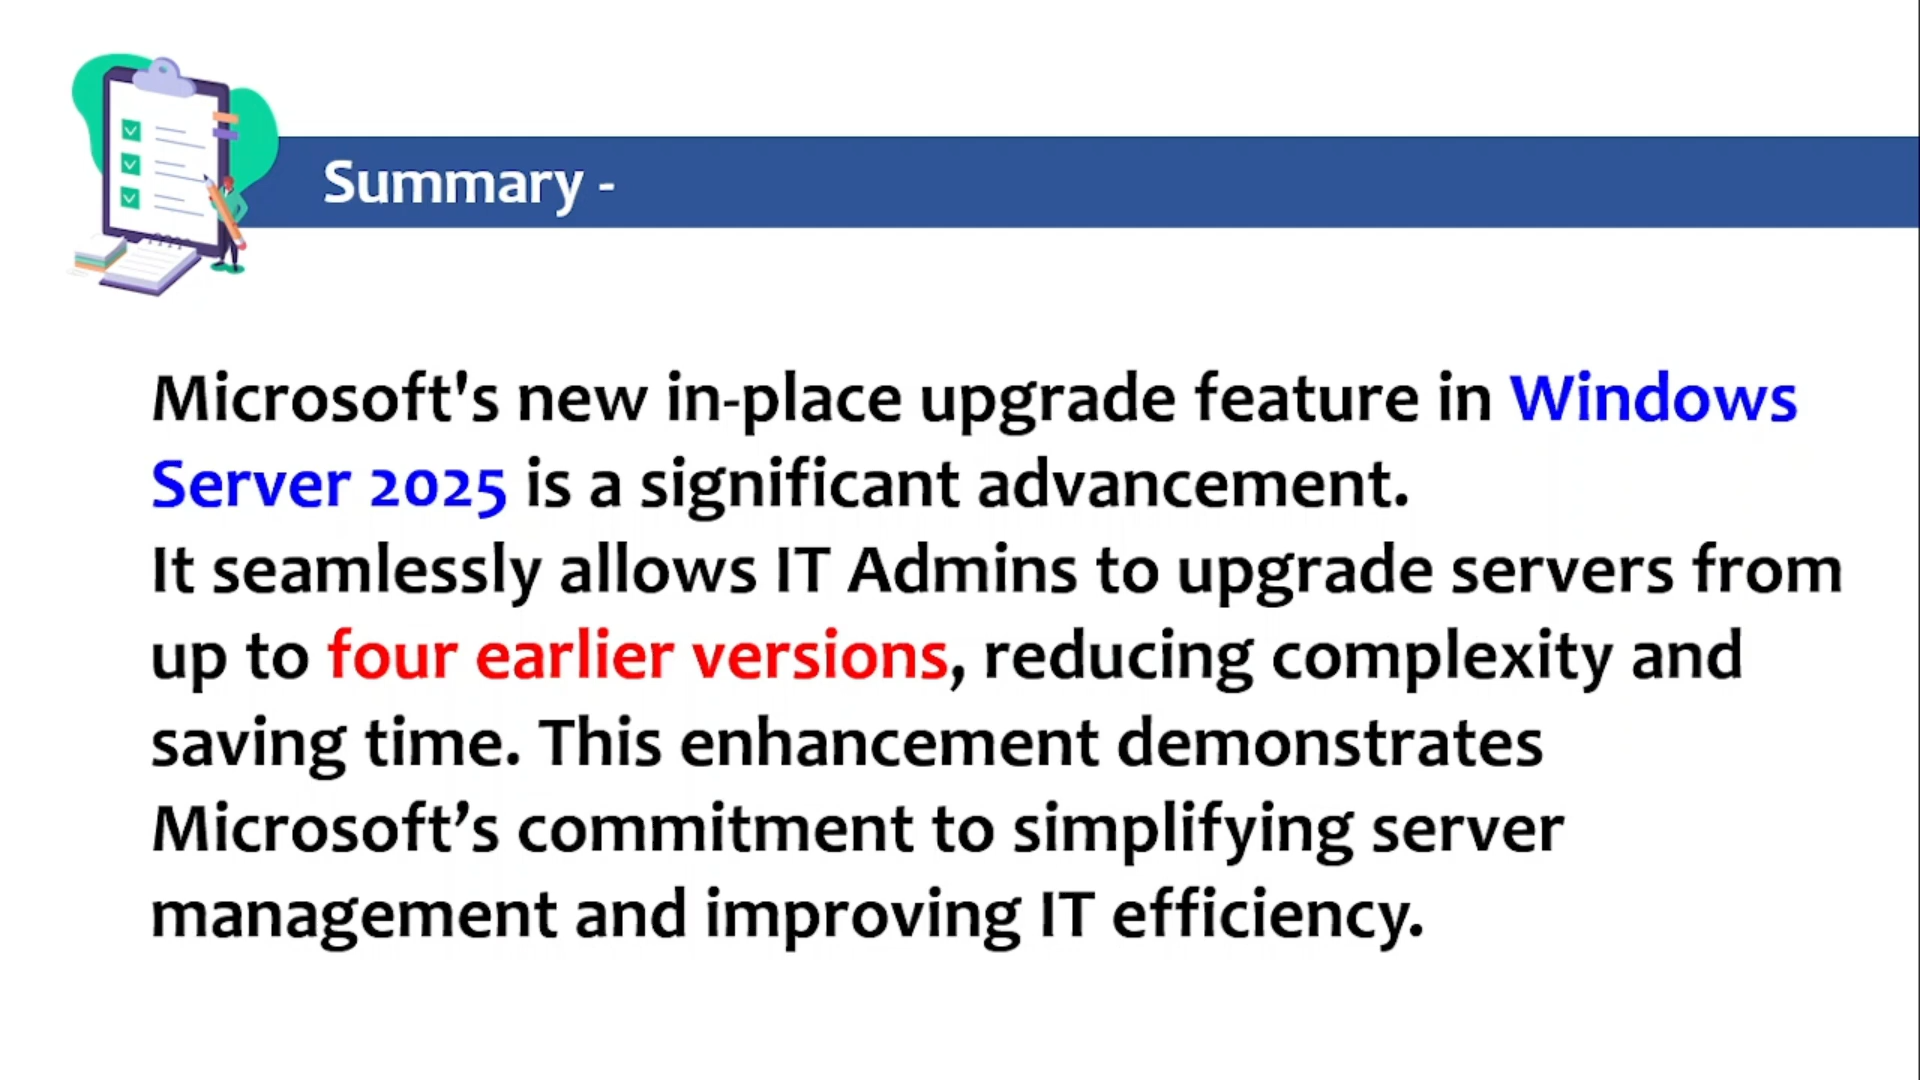 Summary -
Microsoft's new in-place upgrade feature in Windows
Server 2025 is a significant advancement.
It seamlessly allows IT Admins to upgrade servers from
up to four earlier versions, reducing complexity and
saving time. This enhancement demonstrates
Microsoft’s commitment to simplifying server
management and improving IT efficiency.